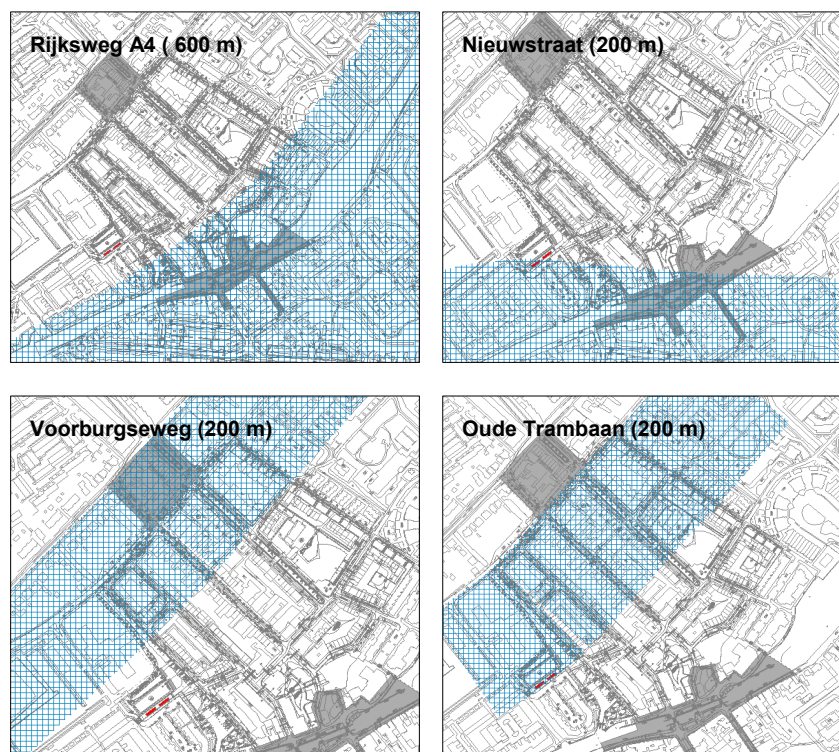 Rijksweg A4 ( 600 m)
Nieuwstraat (200 m)
Voorburgseweg (200 m)
Oude Trambaan (200 m)